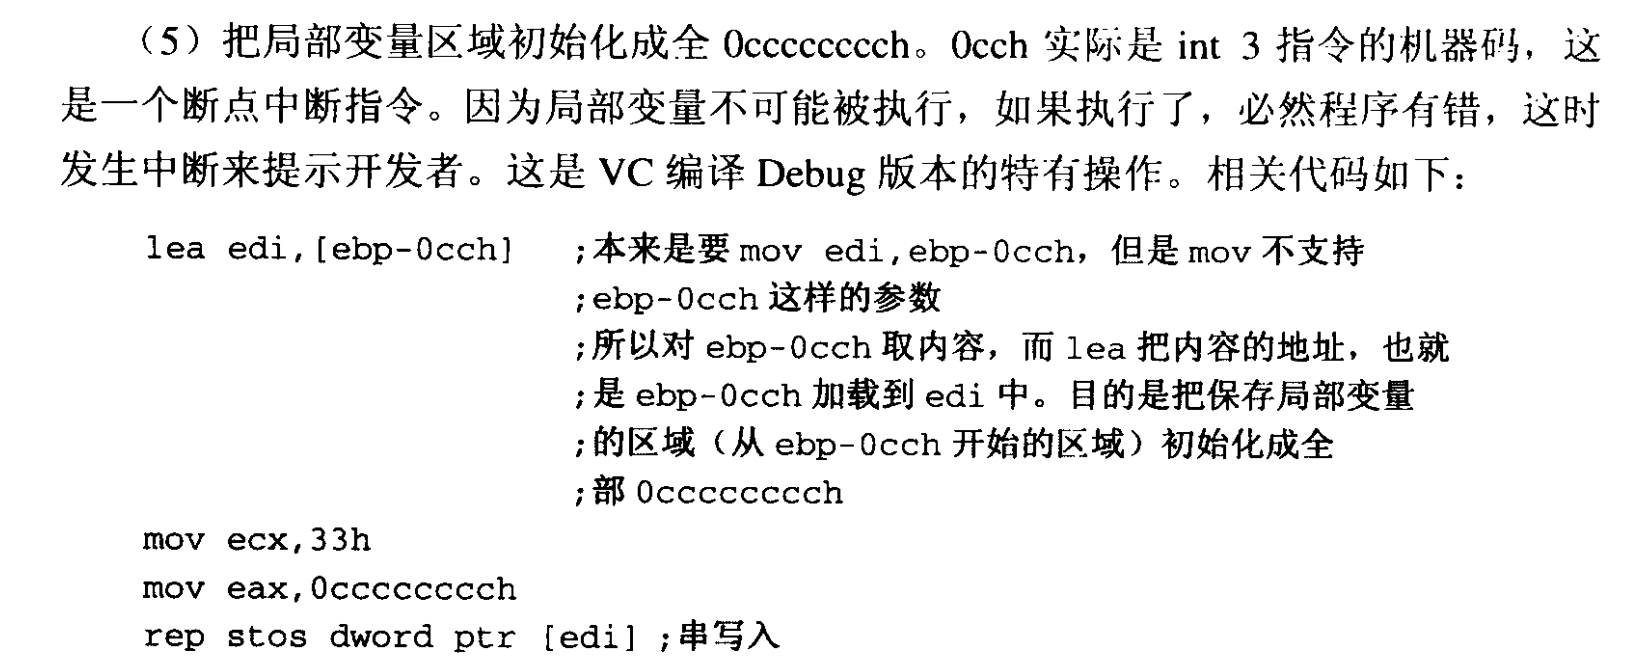 （5）把局部变量区域初始化成全 0cccccccch。0cch 实际是 int 3 指令的机器码，这
是一个断点中断指令。因为局部变量不可能被执行，如果执行了，必然程序有错，这时
发生中断来提示开发者。这是 VC 编译 Debug 版本的特有操作。相关代码如下：
lea edi,[ebp-0cch] ;本来是要 mov edi,ebp-0cch，但是 mov 不支持
;ebp-0cch 这样的参数
;所以对 ebp-0cch 取内容，而 lea 把内容的地址，也就
;是 ebp-0cch 加载到 edi 中。目的是把保存局部变量
;的区域（从 ebp-0cch 开始的区域）初始化成全
;部 0cccccccch
mov ecx,33h
mov eax,0cccccccch
rep stos dword ptr [edi] ;串写入